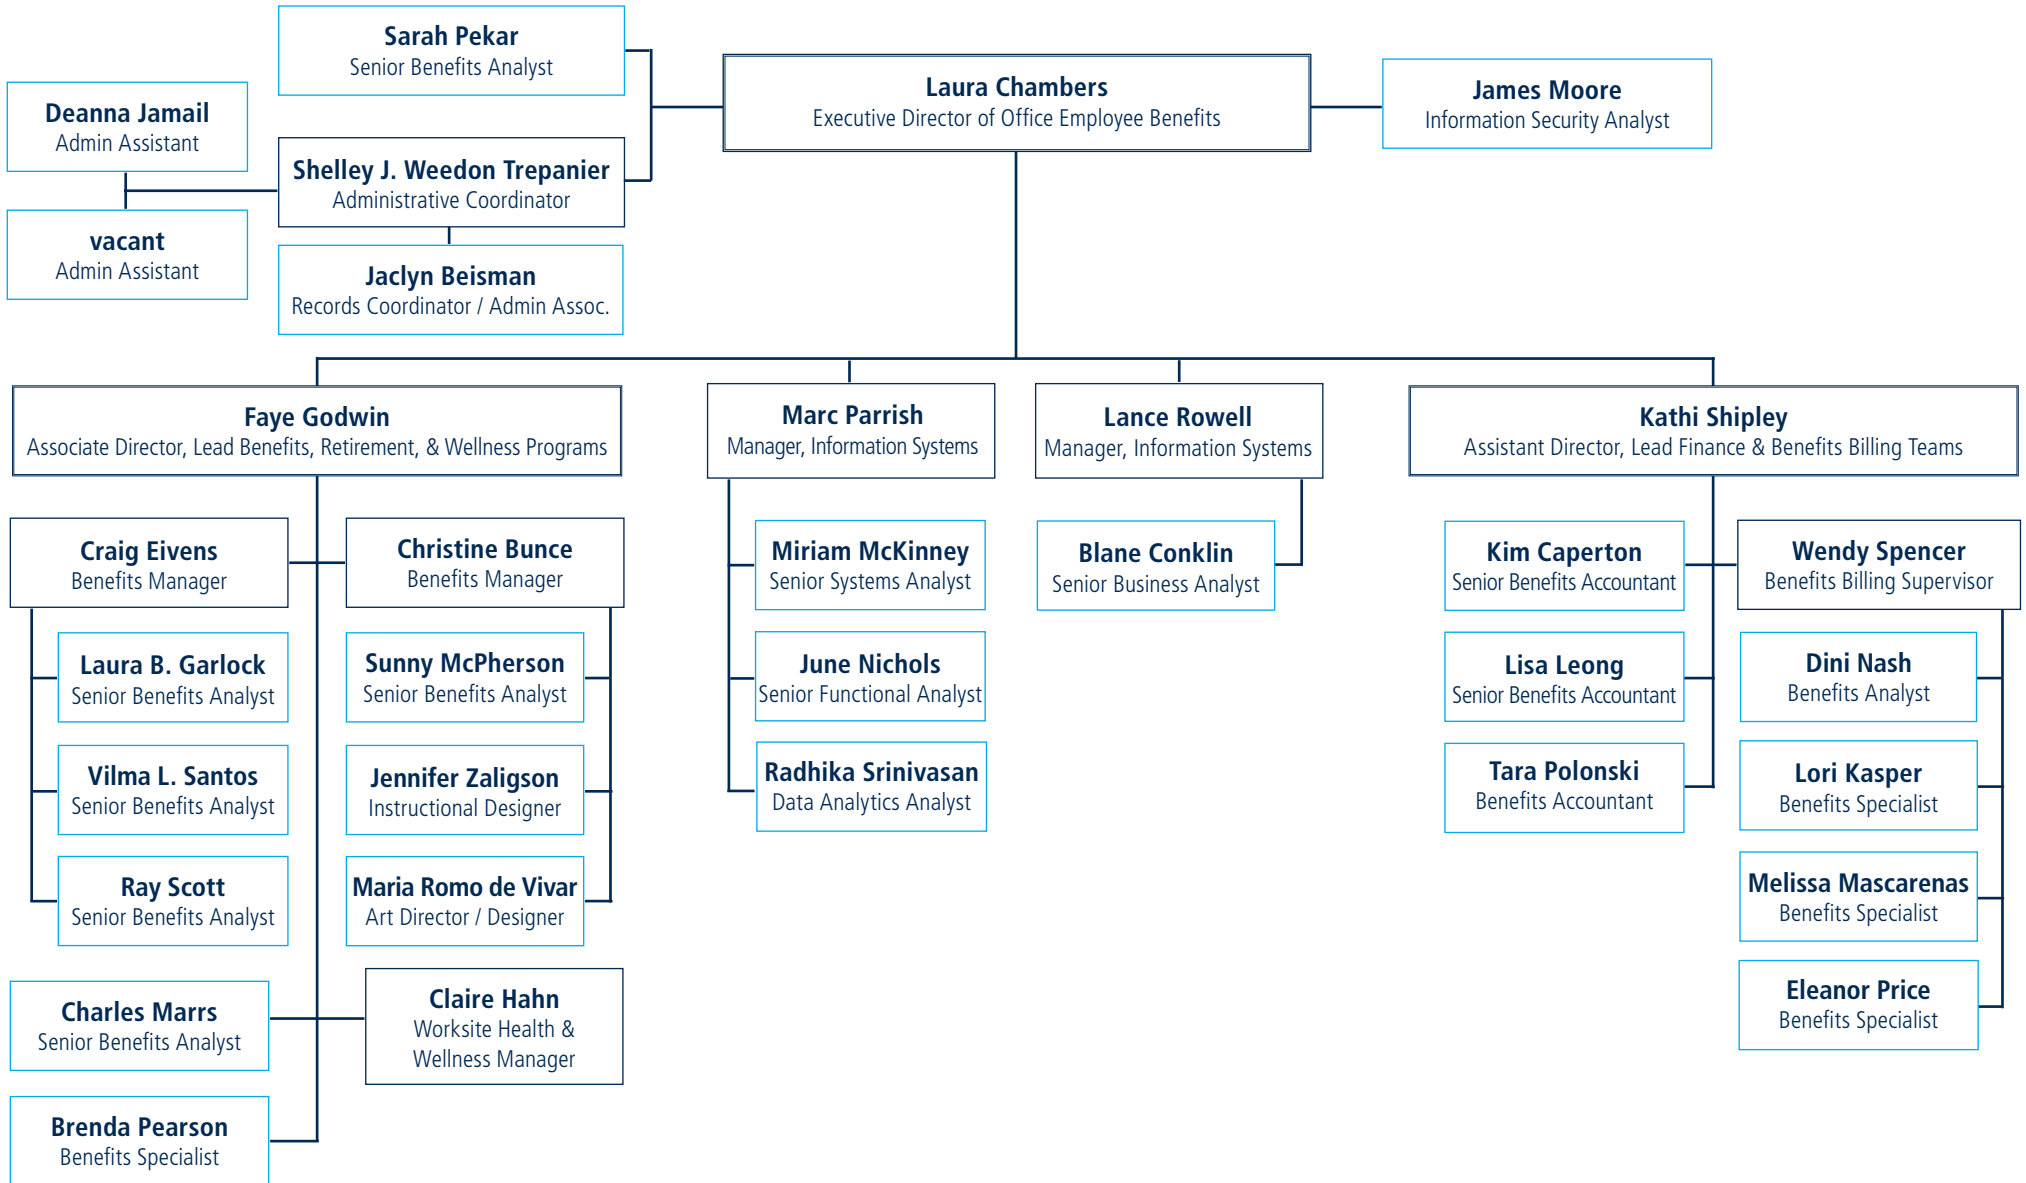 Sarah Pekar
Senior Benefits Analyst
Laura Chambers
Executive Director of Office Employee Benefits
James Moore
Information Security Analyst
Deanna Jamail
Admin Assistant
Shelley J. Weedon Trepanier
Administrative Coordinator
vacant
Admin Assistant
Jaclyn Beisman
Records Coordinator / Admin Assoc.
Faye Godwin
Associate Director, Lead Benefits, Retirement, & Wellness Programs
Marc Parrish
Manager, Information Systems
Lance Rowell
Manager, Information Systems
Kathi Shipley
Assistant Director, Lead Finance & Benefits Billing Teams
Craig Eivens
Benefits Manager
Christine Bunce
Benefits Manager
Laura B. Garlock
Senior Benefits Analyst
Sunny McPherson
Senior Benefits Analyst
Vilma L. Santos
Senior Benefits Analyst
Jennifer Zaligson
Instructional Designer
Ray Scott
Senior Benefits Analyst
Maria Romo de Vivar
Art Director / Designer
Charles Marrs
Senior Benefits Analyst
Claire Hahn
Worksite Health &
Wellness Manager
Brenda Pearson
Benefits Specialist
Miriam McKinney
Senior Systems Analyst
June Nichols
Senior Functional Analyst
Radhika Srinivasan
Data Analytics Analyst
Blane Conklin
Senior Business Analyst
Kim Caperton
Senior Benefits Accountant
Wendy Spencer
Benefits Billing Supervisor
Lisa Leong
Senior Benefits Accountant
Dini Nash
Benefits Analyst
Tara Polonski
Benefits Accountant
Lori Kasper
Benefits Specialist
Melissa Mascarenas
Benefits Specialist
Eleanor Price
Benefits Specialist